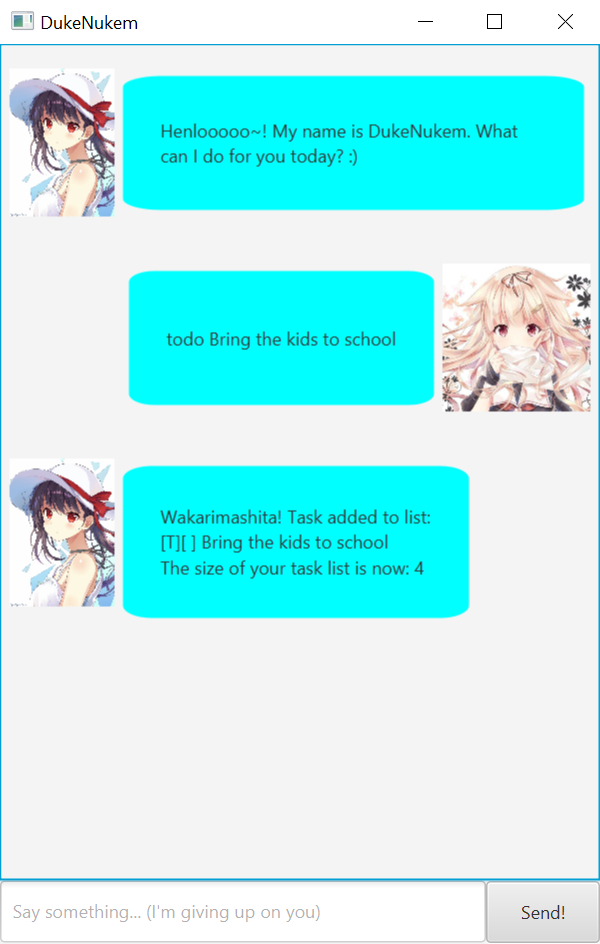 DukeNukem
Henlooooo~! My name is DukeNukem. What
can I do for you today? :)
todo Bring the kids to school
Wakarimashita! Task added to list:
[T][ ] Bring the kids to school
The size of your task list is now: 4
Say something... (I'm giving up on you)
Send!